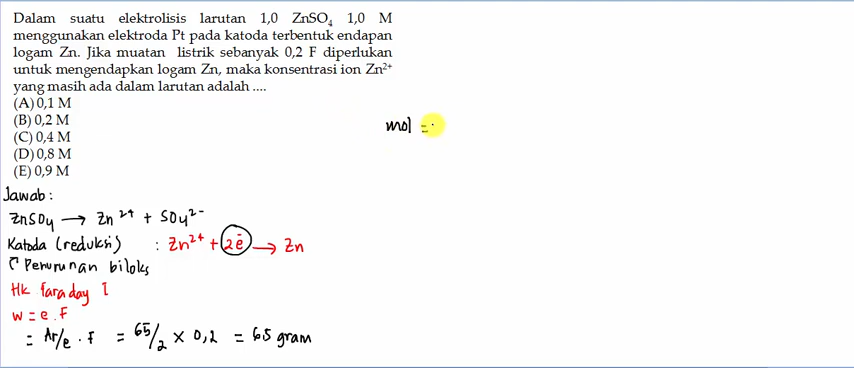 Dalam suatu elektrolisis larutan 1,0 ZnSO₄ 1,0 M
menggunakan elektroda Pt pada katoda terbentuk endapan
logam Zn. Jika muatan listrik sebanyak 0,2 F diperlukan
untuk mengendapkan logam Zn, maka konsentrasi ion Zn²⁺
yang masih ada dalam larutan adalah ....
(A) 0,1 M
(B) 0,2 M
(C) 0,4 M
(D) 0,8 M
(E) 0,9 M
mol =
Jawab :
ZnSO₄ → Zn²⁺ + SO₄²⁻
Katoda (reduksi) : Zn²⁺ + 2ē → Zn
( Penurunan biloks
Hk faraday I
w = e . F
= Ar/e . F = 65/2 × 0,2 = 6,5 gram